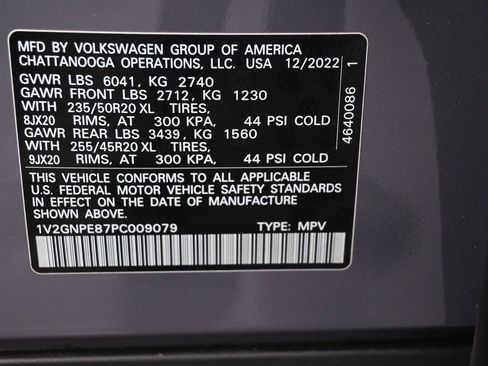 MFD BY VOLKSWAGEN GROUP OF AMERICA
CHATTANOOGA OPERATIONS, LLC. USA 12/2022
GVWR LBS 6041, KG 2740
GAWR FRONT LBS 2712, KG 1230
WITH 235/50R20 XL TIRES,
8JX20 RIMS, AT 300 KPA, 44 PSI COLD
GAWR REAR LBS 3439, KG 1560
WITH 255/45R20 XL TIRES,
9JX20 RIMS, AT 300 KPA, 44 PSI COLD
THIS VEHICLE CONFORMS TO ALL APPLICABLE
U.S. FEDERAL MOTOR VEHICLE SAFETY STANDARDS
IN EFFECT ON THE DATE OF MANUFACTURE
SHOWN ABOVE.
1V2GNPE87PC009079 TYPE: MPV
4640086 1